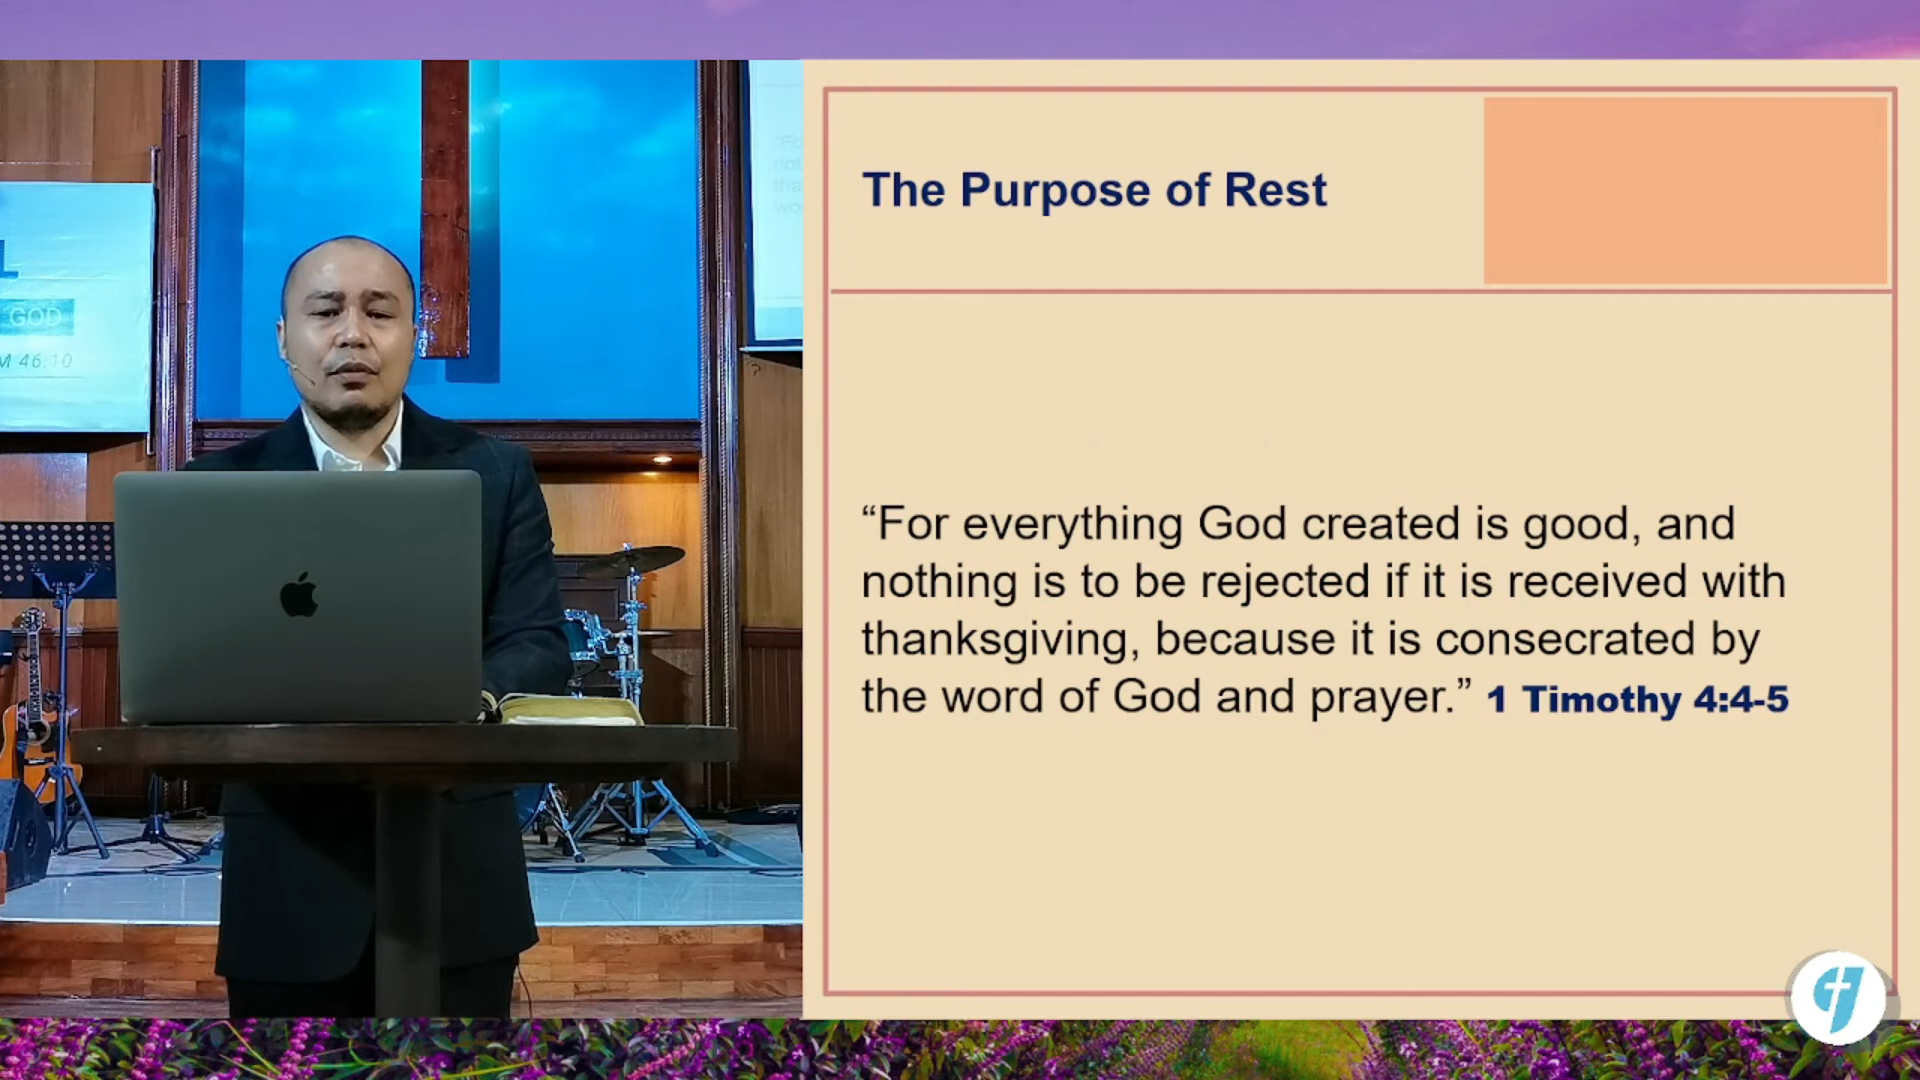 L
GOD
M 46:10
The Purpose of Rest
“For everything God created is good, and
nothing is to be rejected if it is received with
thanksgiving, because it is consecrated by
the word of God and prayer.” 1 Timothy 4:4-5